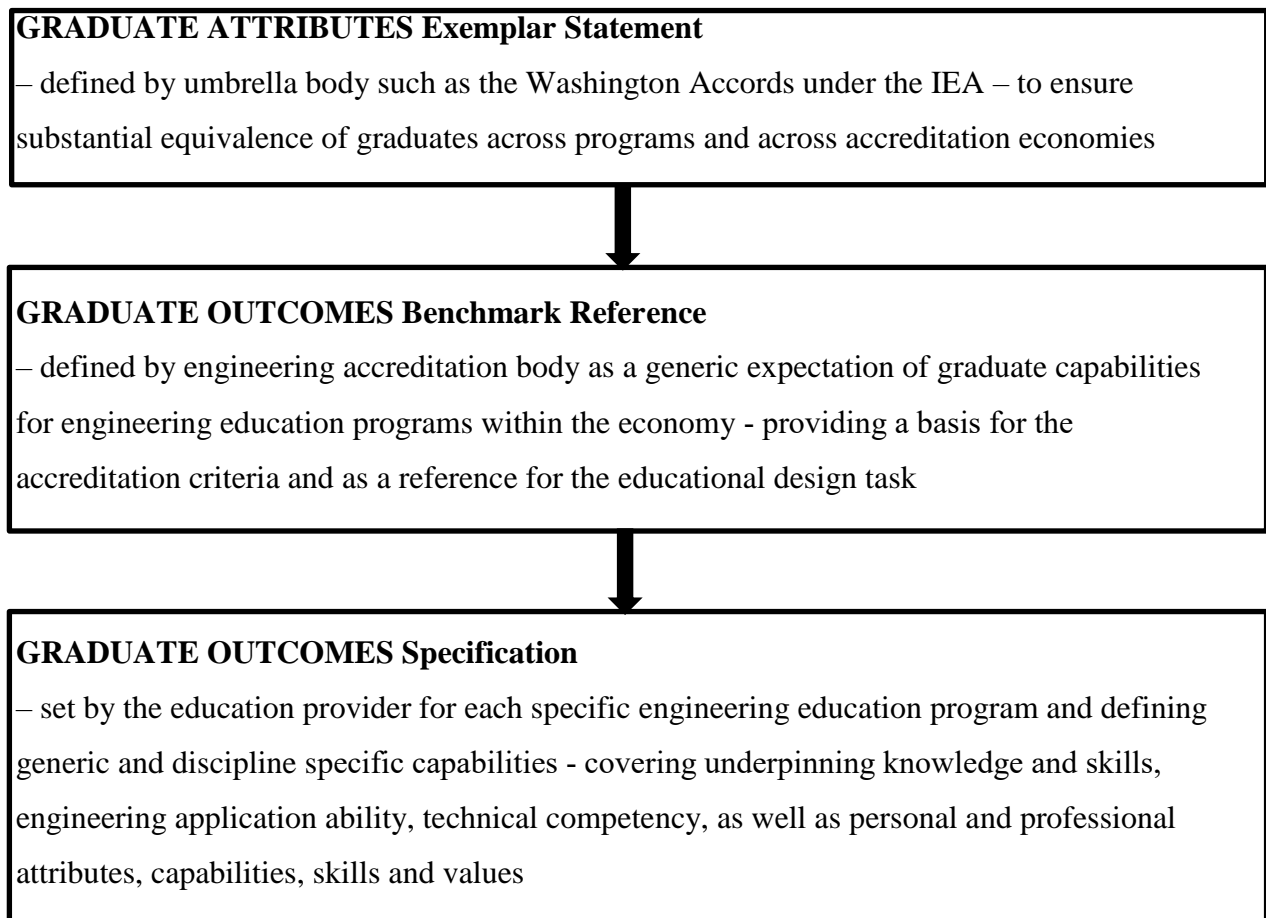 GRADUATE ATTRIBUTES Exemplar Statement
– defined by umbrella body such as the Washington Accords under the IEA – to ensure
substantial equivalence of graduates across programs and across accreditation economies
GRADUATE OUTCOMES Benchmark Reference
– defined by engineering accreditation body as a generic expectation of graduate capabilities
for engineering education programs within the economy - providing a basis for the
accreditation criteria and as a reference for the educational design task
GRADUATE OUTCOMES Specification
– set by the education provider for each specific engineering education program and defining
generic and discipline specific capabilities - covering underpinning knowledge and skills,
engineering application ability, technical competency, as well as personal and professional
attributes, capabilities, skills and values